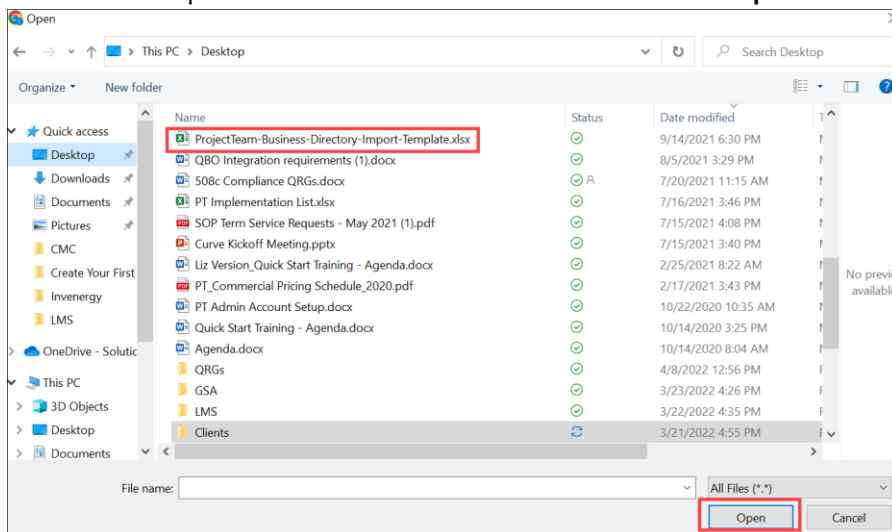 Open
This PC > Desktop
Search Desktop
Organize
New folder
Name
Status
Date modified
Quick access
Desktop
Downloads
Documents
Pictures
CMC
Create Your First
Invenergy
LMS
OneDrive - Solutic
This PC
3D Objects
Desktop
Documents
ProjectTeam-Business-Directory-Import-Template.xlsx 9/14/2021 6:30 PM
QBO Integration requirements (1).docx 8/5/2021 3:29 PM
508c Compliance QRGs.docx 7/20/2021 11:15 AM
PT Implementation List.xlsx 7/16/2021 3:46 PM
SOP Term Service Requests - May 2021 (1).pdf 7/15/2021 4:08 PM
Curve Kickoff Meeting.pptx 7/15/2021 3:40 PM
Liz Version_Quick Start Training - Agenda.docx 2/25/2021 8:22 AM
PT_Commercial Pricing Schedule_2020.pdf 2/17/2021 3:43 PM
PT Admin Account Setup.docx 10/22/2020 10:35 AM
Quick Start Training - Agenda.docx 10/14/2020 3:25 PM
Agenda.docx 10/14/2020 8:04 AM
QRGs 4/8/2022 12:56 PM
GSA 3/23/2022 4:26 PM
LMS 3/22/2022 4:35 PM
Clients 3/21/2022 4:55 PM
No previe
available
File name:
All Files (*.*)
Open
Cancel